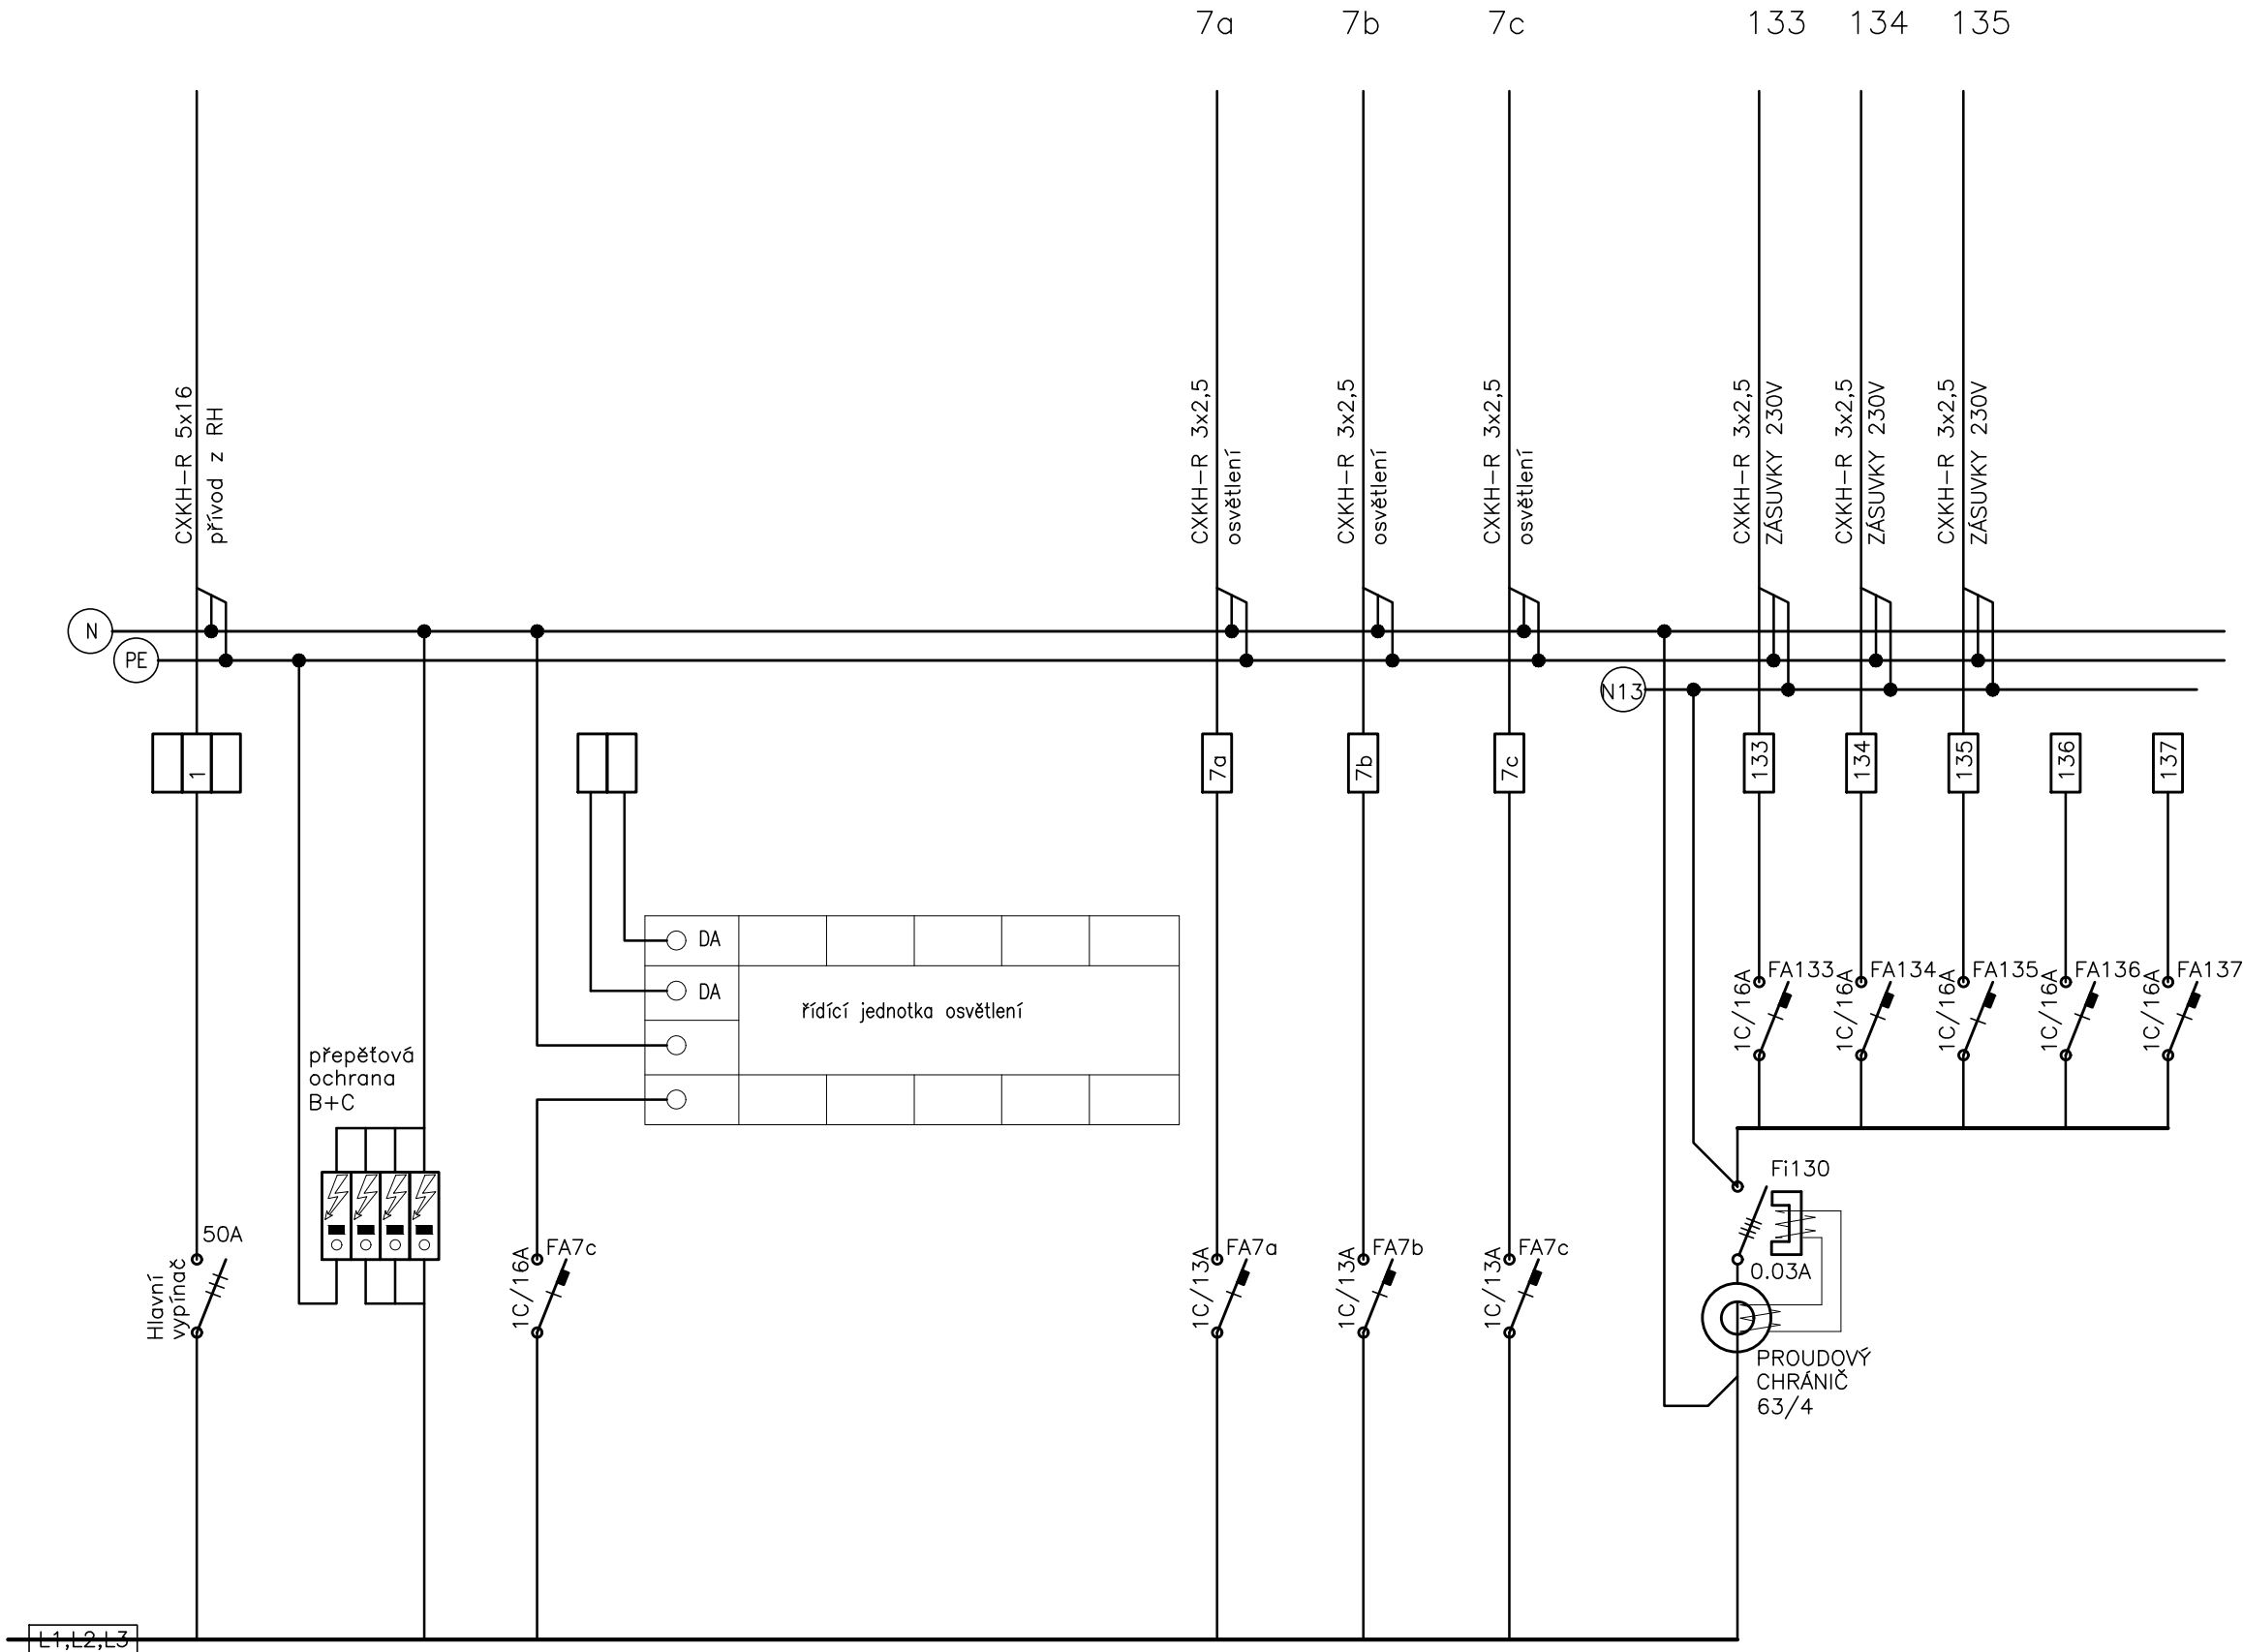 7a 7b 7c 133 134 135
CXKH-R 5x16
přívod z RH
CXKH-R 3x2,5
osvětlení
CXKH-R 3x2,5
osvětlení
CXKH-R 3x2,5
osvětlení
CXKH-R 3x2,5
ZÁSUVKY 230V
CXKH-R 3x2,5
ZÁSUVKY 230V
CXKH-R 3x2,5
ZÁSUVKY 230V
N
PE
N13
1 7a 7b 7c 133 134 135 136 137
DA
DA
řídící jednotka osvětlení
1C/16A FA133
1C/16A FA134
1C/16A FA135
1C/16A FA136
1C/16A FA137
přepěťová
ochrana
B+C
Fi130
0.03A
PROUDOVÝ
CHRÁNIČ
63/4
50A
Hlavní
vypínač
1C/16A FA7c
1C/13A FA7a
1C/13A FA7b
1C/13A FA7c
L1,L2,L3